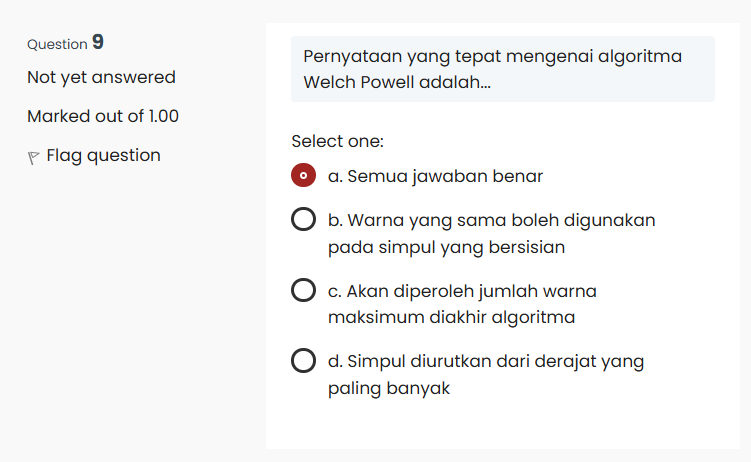 Question 9
Not yet answered
Marked out of 1.00
Flag question
Pernyataan yang tepat mengenai algoritma
Welch Powell adalah...
Select one:
a. Semua jawaban benar
b. Warna yang sama boleh digunakan
pada simpul yang bersisian
c. Akan diperoleh jumlah warna
maksimum diakhir algoritma
d. Simpul diurutkan dari derajat yang
paling banyak